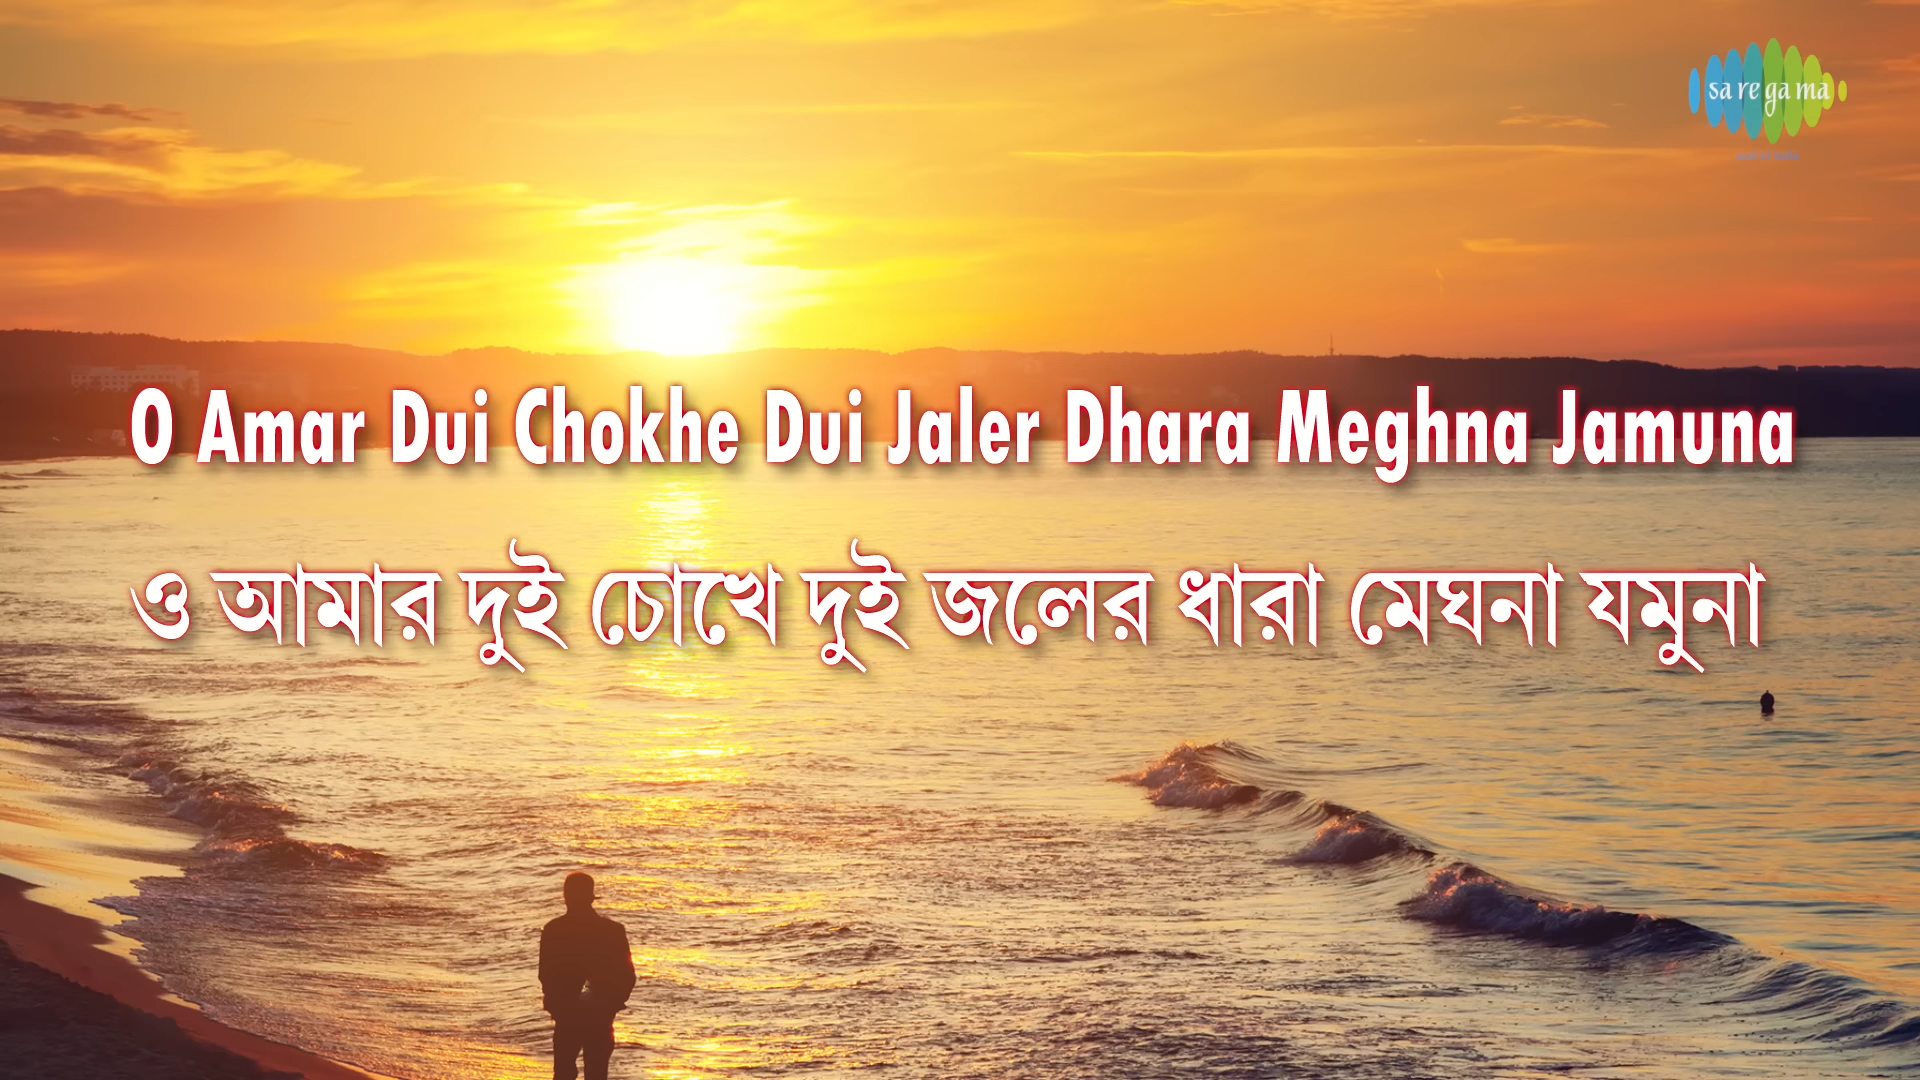 sa re ga ma
O Amar Dui Chokhe Dui Jaler Dhara Meghna Jamuna
ও আমার দুই চোখে দুই জলের ধারা মেঘনা যমুনা